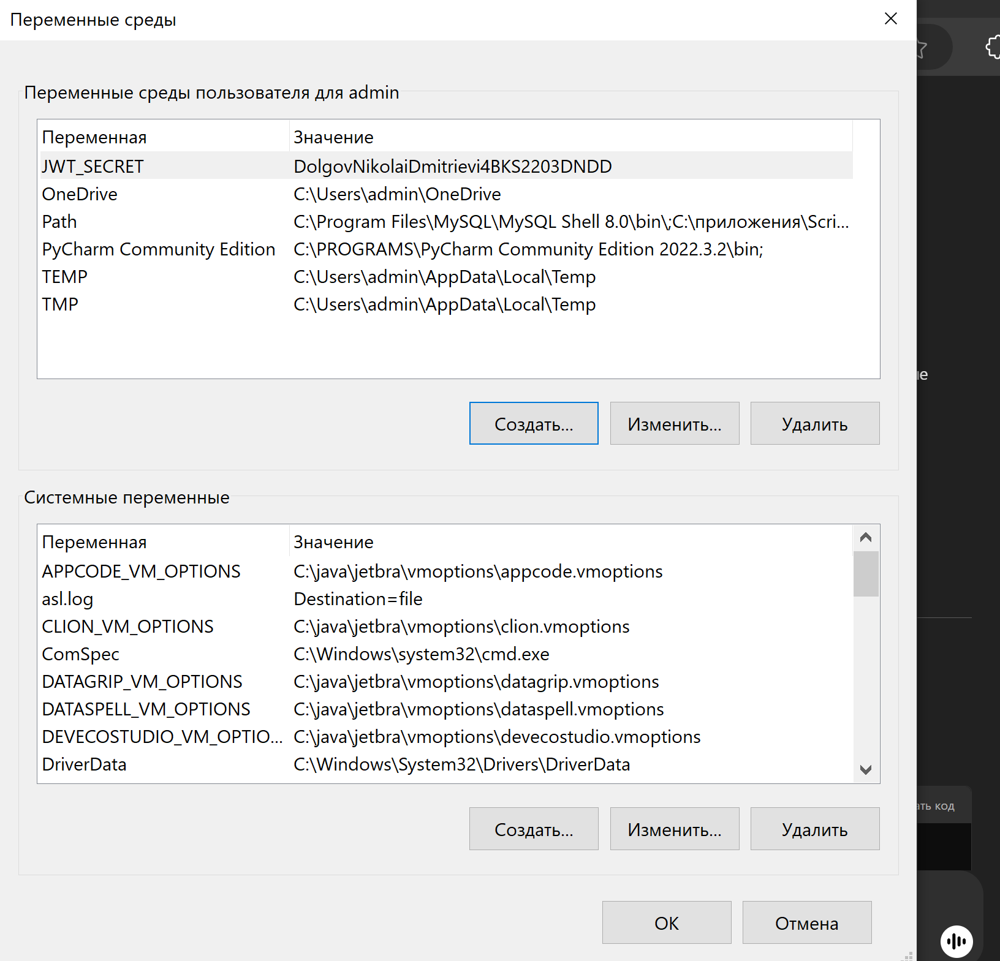 Переменные среды
Переменные среды пользователя для admin
Переменная Значение
JWT_SECRET DolgovNikolaiDmitrievi4BKS2203DNDD
OneDrive C:\Users\admin\OneDrive
Path C:\Program Files\MySQL\MySQL Shell 8.0\bin\;C:\приложения\Scri...
PyCharm Community Edition C:\PROGRAMS\PyCharm Community Edition 2022.3.2\bin;
TEMP C:\Users\admin\AppData\Local\Temp
TMP C:\Users\admin\AppData\Local\Temp
Создать... Изменить... Удалить
Системные переменные
Переменная Значение
APPCODE_VM_OPTIONS C:\java\jetbra\vmoptions\appcode.vmoptions
asl.log Destination=file
CLION_VM_OPTIONS C:\java\jetbra\vmoptions\clion.vmoptions
ComSpec C:\Windows\system32\cmd.exe
DATAGRIP_VM_OPTIONS C:\java\jetbra\vmoptions\datagrip.vmoptions
DATASPELL_VM_OPTIONS C:\java\jetbra\vmoptions\dataspell.vmoptions
DEVECOSTUDIO_VM_OPTIO... C:\java\jetbra\vmoptions\devecostudio.vmoptions
DriverData C:\Windows\System32\Drivers\DriverData
Создать... Изменить... Удалить
ОК Отмена
код